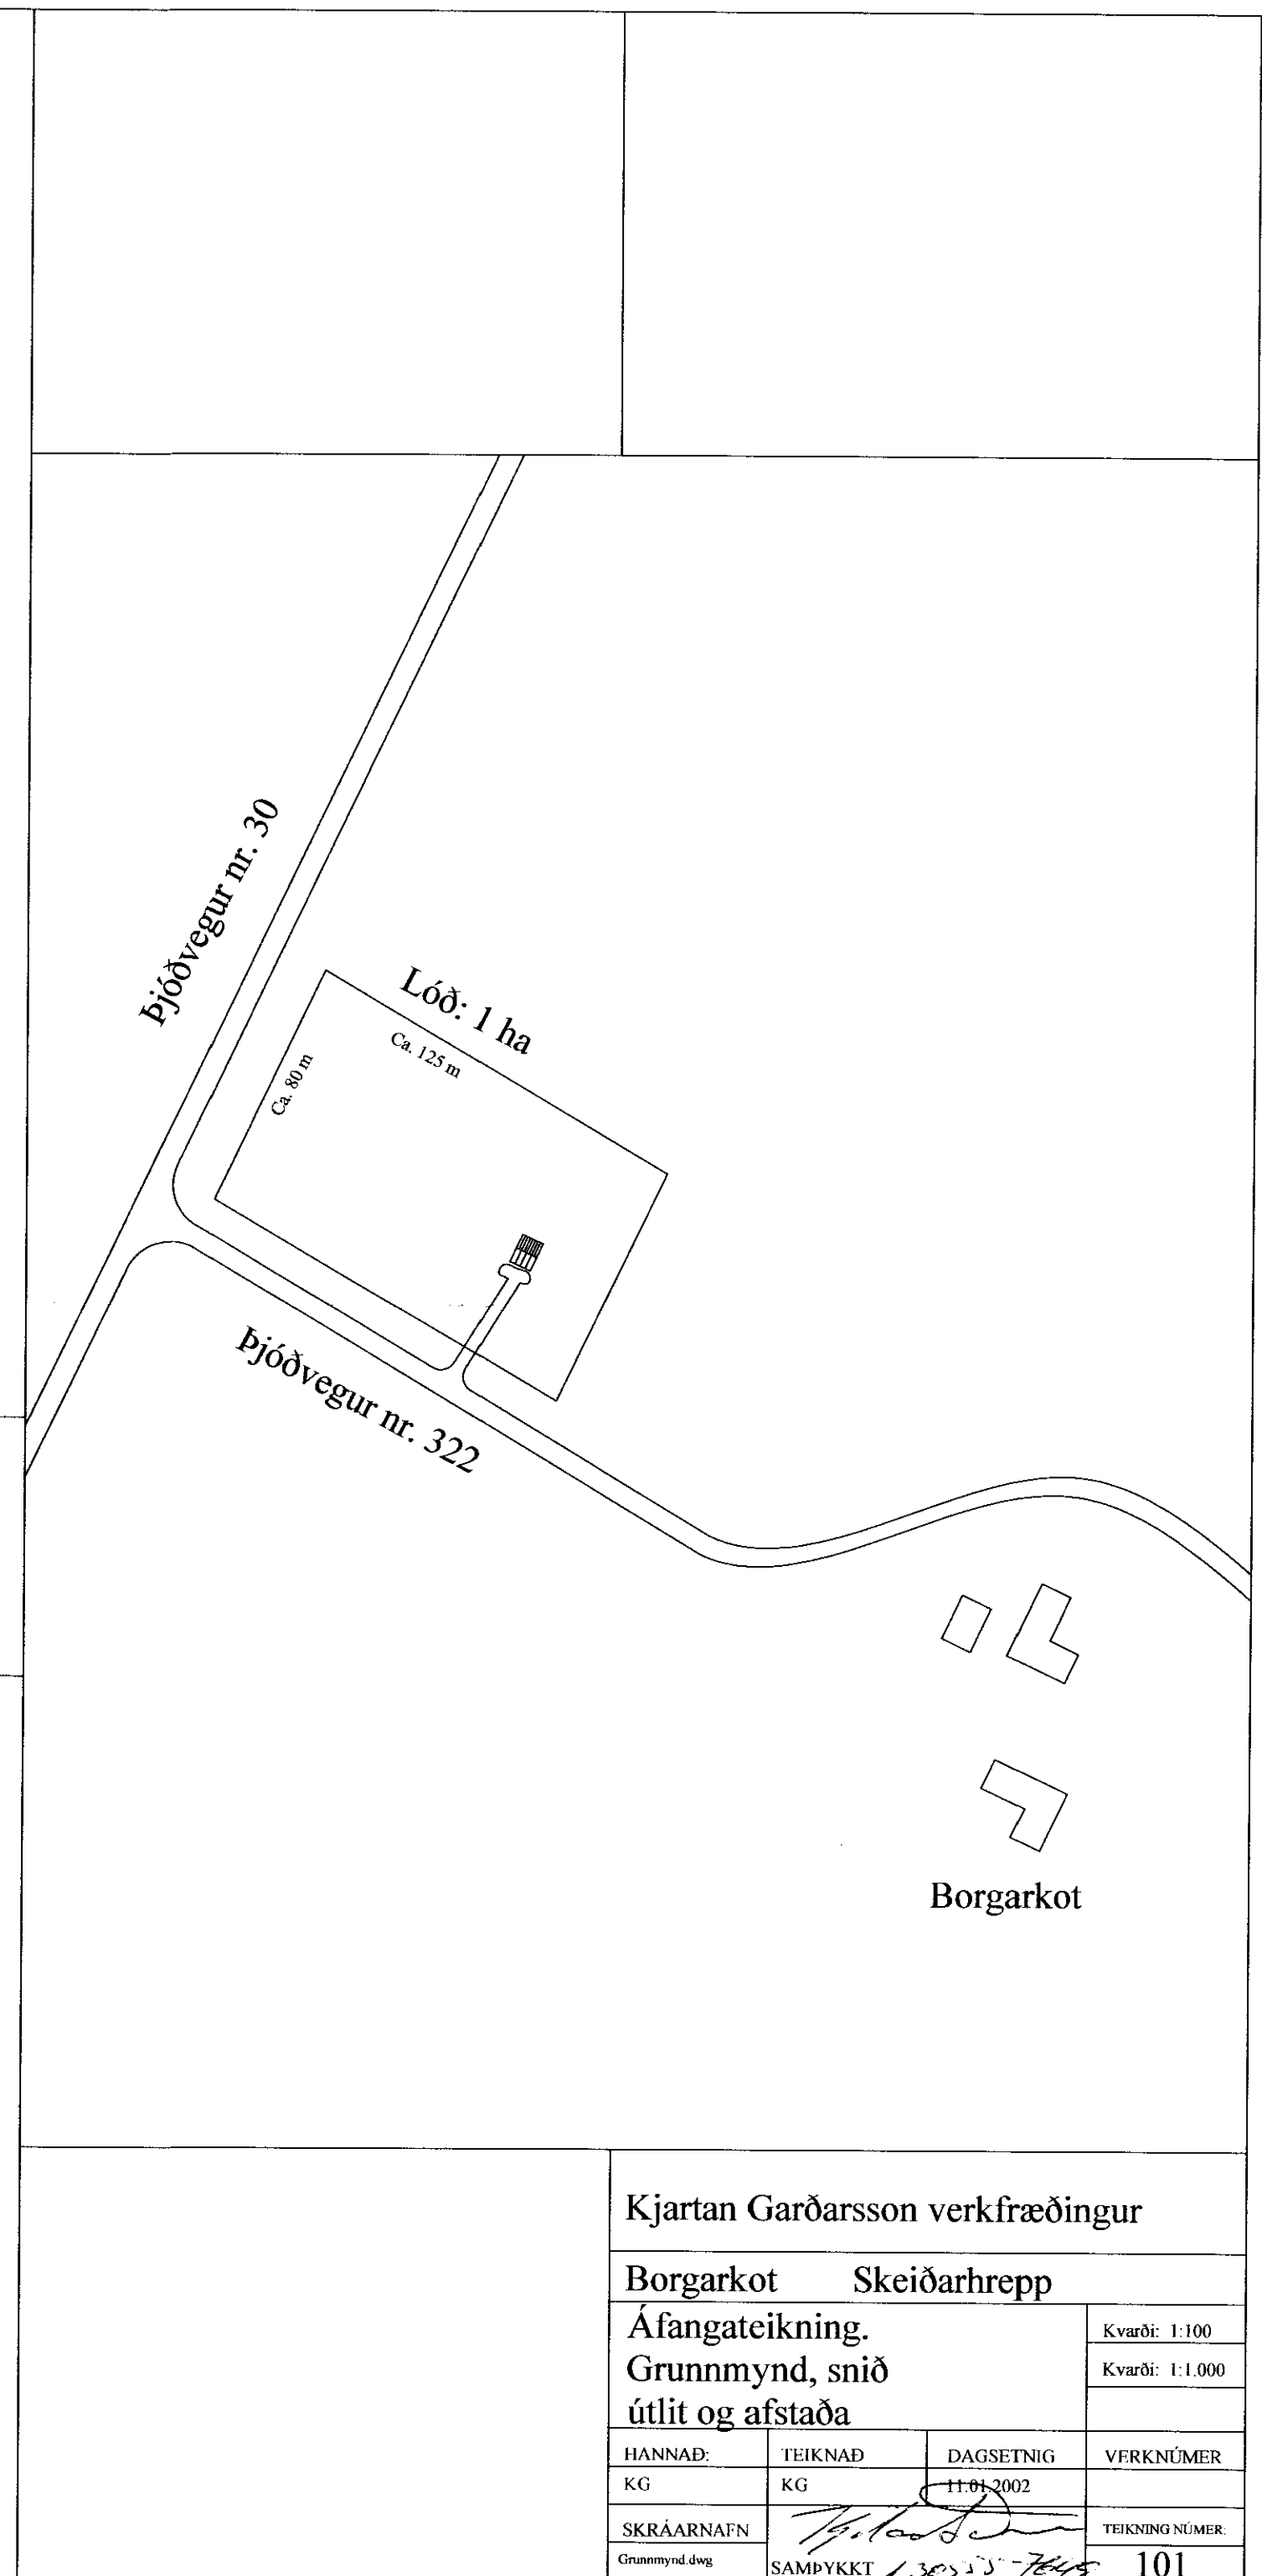 Þjóðvegur nr. 30
Lóð: 1 ha
Ca. 125 m
Ca. 80 m
Þjóðvegur nr. 322
Borgarkot
Kjartan Garðarsson verkfræðingur
Borgarkot Skeiðarhrepp
Áfangateikning.
Grunnmynd, snið
útlit og afstaða
Kvarði: 1:100
Kvarði: 1:1.000
HANNAÐ: TEIKNAÐ DAGSETNIG VERKNÚMER
KG KG 11.01.2002
SKRÁARNAFN TEIKNING NÚMER:
Grunnmynd.dwg SAMÞYKKT 101